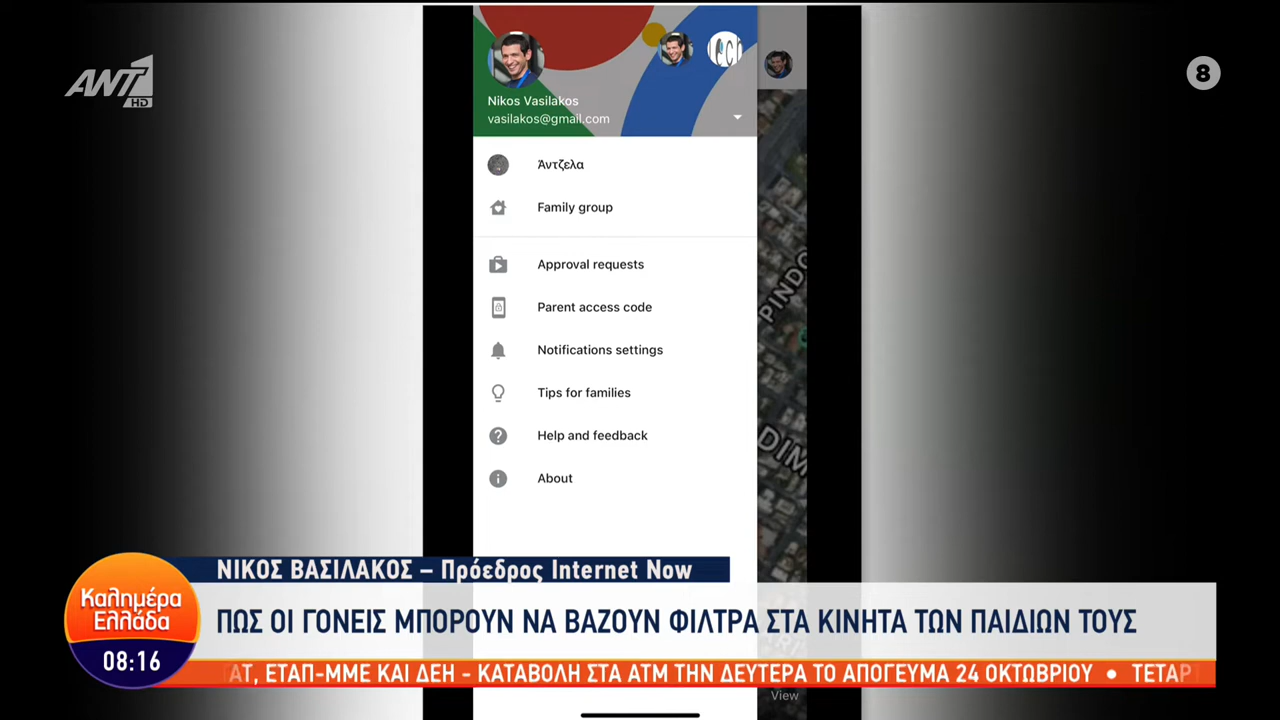 ANT1
HD
8
Nikos Vasilakos
vasilakos@gmail.com
Άντζελα
Family group
Approval requests
Parent access code
Notifications settings
Tips for families
Help and feedback
About
PINDO
DIM
View
ΝΙΚΟΣ ΒΑΣΙΛΑΚΟΣ – Πρόεδρος Internet Now
Καλημέρα
Ελλάδα
08:16
ΠΩΣ ΟΙ ΓΟΝΕΙΣ ΜΠΟΡΟΥΝ ΝΑ ΒΑΖΟΥΝ ΦΙΛΤΡΑ ΣΤΑ ΚΙΝΗΤΑ ΤΩΝ ΠΑΙΔΙΩΝ ΤΟΥΣ
ΑΤ, ΕΤΑΠ-ΜΜΕ ΚΑΙ ΔΕΗ - ΚΑΤΑΒΟΛΗ ΣΤΑ ΑΤΜ ΤΗΝ ΔΕΥΤΕΡΑ ΤΟ ΑΠΟΓΕΥΜΑ 24 ΟΚΤΩΒΡΙΟΥ • ΤΕΤΑΡ